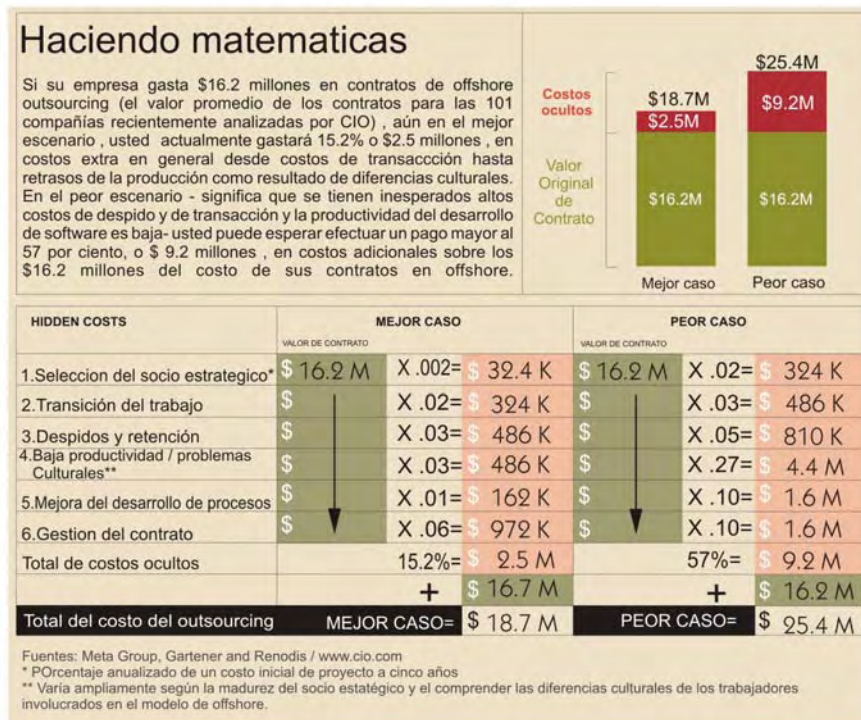 Haciendo matematicas
Si su empresa gasta $16.2 millones en contratos de offshore
outsourcing (el valor promedio de los contratos para las 101
compañías recientemente analizadas por CIO) , aún en el mejor
escenario , usted actualmente gastará 15.2% o $2.5 millones , en
costos extra en general desde costos de transaccción hasta
retrasos de la producción como resultado de diferencias culturales.
En el peor escenario - significa que se tienen inesperados altos
costos de despido y de transacción y la productividad del desarrollo
de software es baja- usted puede esperar efectuar un pago mayor al
57 por ciento, o $ 9.2 millones , en costos adicionales sobre los
$16.2 millones del costo de sus contratos en offshore.
Costos
ocultos
Valor
Original
de
Contrato
$18.7M
$2.5M
$16.2M
Mejor caso
$25.4M
$9.2M
$16.2M
Peor caso
HIDDEN COSTS MEJOR CASO PEOR CASO
VALOR DE CONTRATO VALOR DE CONTRATO
1.Seleccion del socio estrategico* $ 16.2 M X .002= $ 32.4 K $ 16.2 M X .02= $ 324 K
2.Transición del trabajo $ X .02= $ 324 K $ X .03= $ 486 K
3.Despidos y retención $ X .03= $ 486 K $ X .05= $ 810 K
4.Baja productividad / problemas
Culturales** $ X .03= $ 486 K $ X .27= $ 4.4 M
5.Mejora del desarrollo de procesos $ X .01= $ 162 K $ X .10= $ 1.6 M
6.Gestion del contrato $ X .06= $ 972 K $ X .10= $ 1.6 M
Total de costos ocultos 15.2%= $ 2.5 M 57%= $ 9.2 M
+ $ 16.7 M + $ 16.2 M
Total del costo del outsourcing MEJOR CASO= $ 18.7 M PEOR CASO= $ 25.4 M
Fuentes: Meta Group, Gartener and Renodis / www.cio.com
* POrcentaje anualizado de un costo inicial de proyecto a cinco años
** Varía ampliamente según la madurez del socio estatégico y el comprender las diferencias culturales de los trabajadores
involucrados en el modelo de offshore.